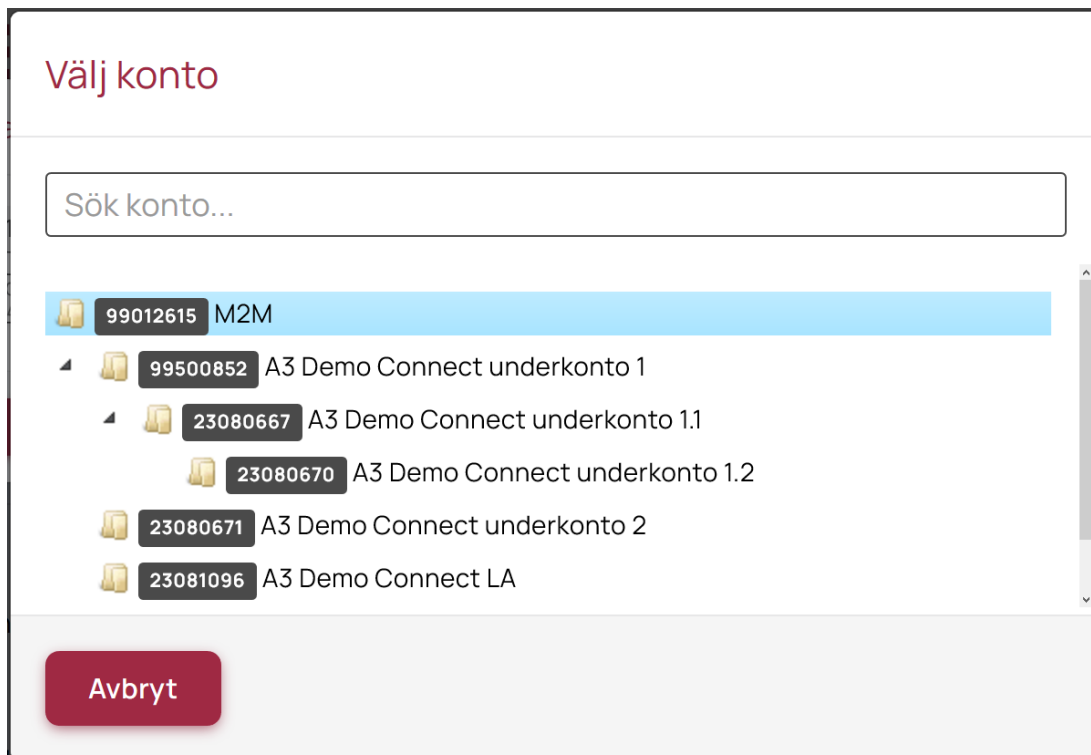 Välj konto
Sök konto...
99012615 M2M
99500852 A3 Demo Connect underkonto 1
23080667 A3 Demo Connect underkonto 1.1
23080670 A3 Demo Connect underkonto 1.2
23080671 A3 Demo Connect underkonto 2
23081096 A3 Demo Connect LA
Avbryt